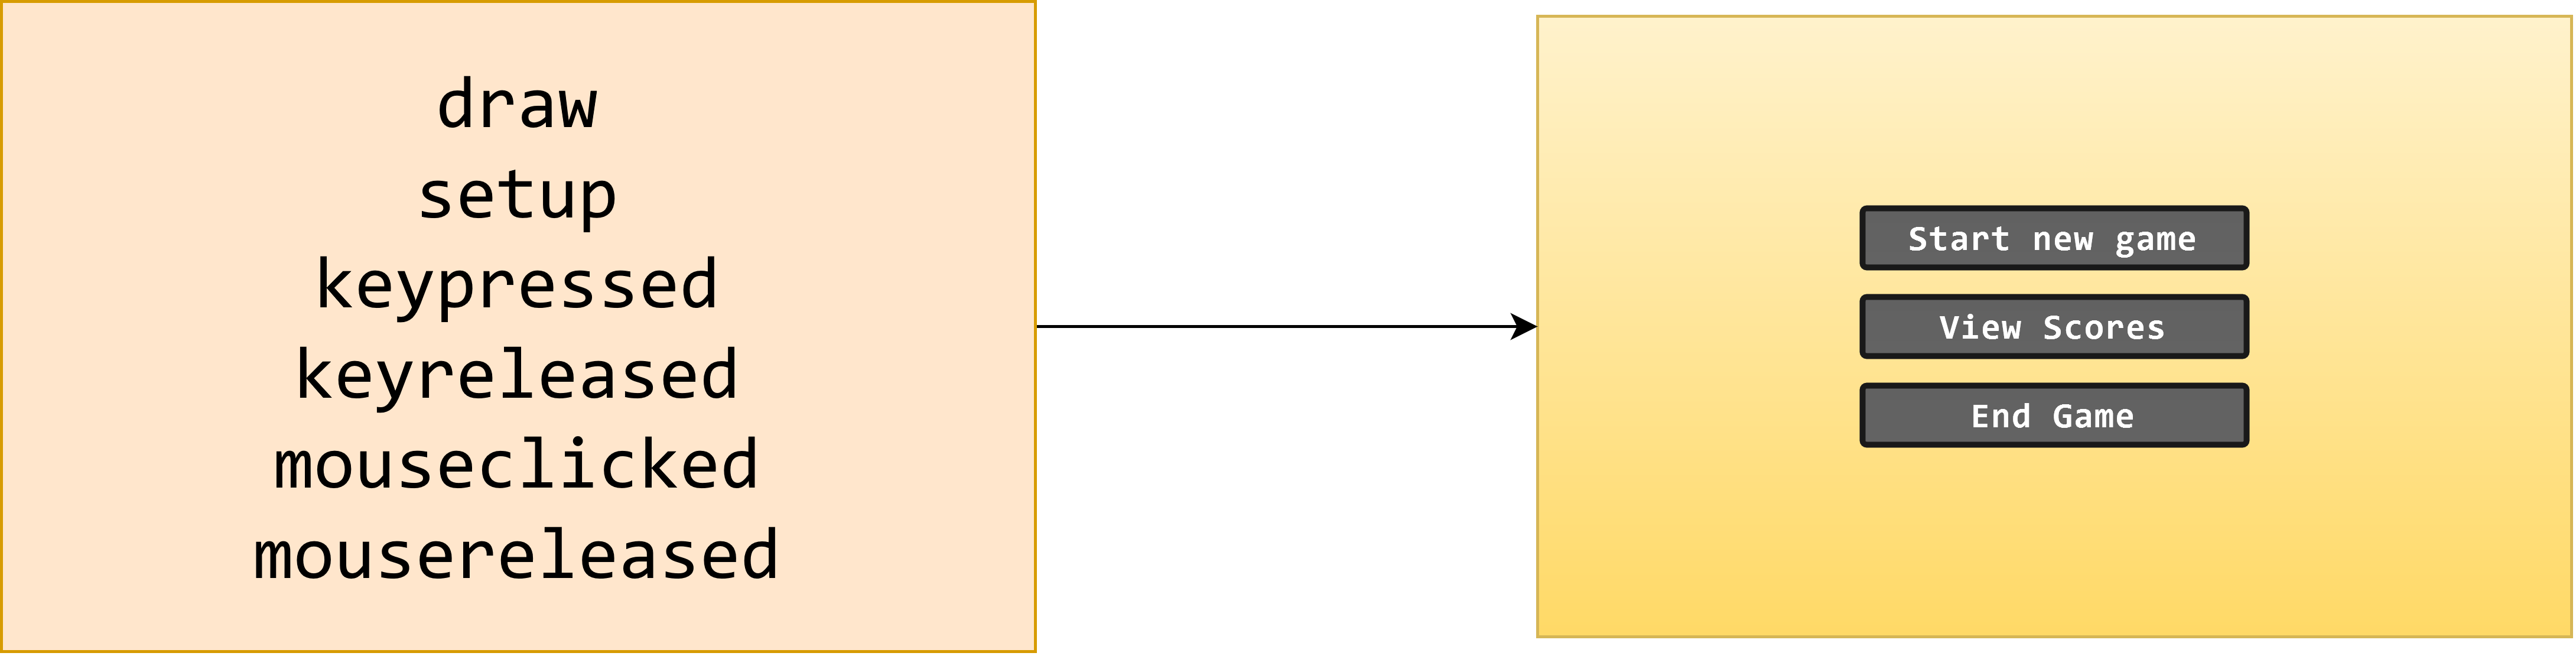 draw
setup
keypressed
keyreleased
mouseclicked
mousereleased
Start new game
View Scores
End Game